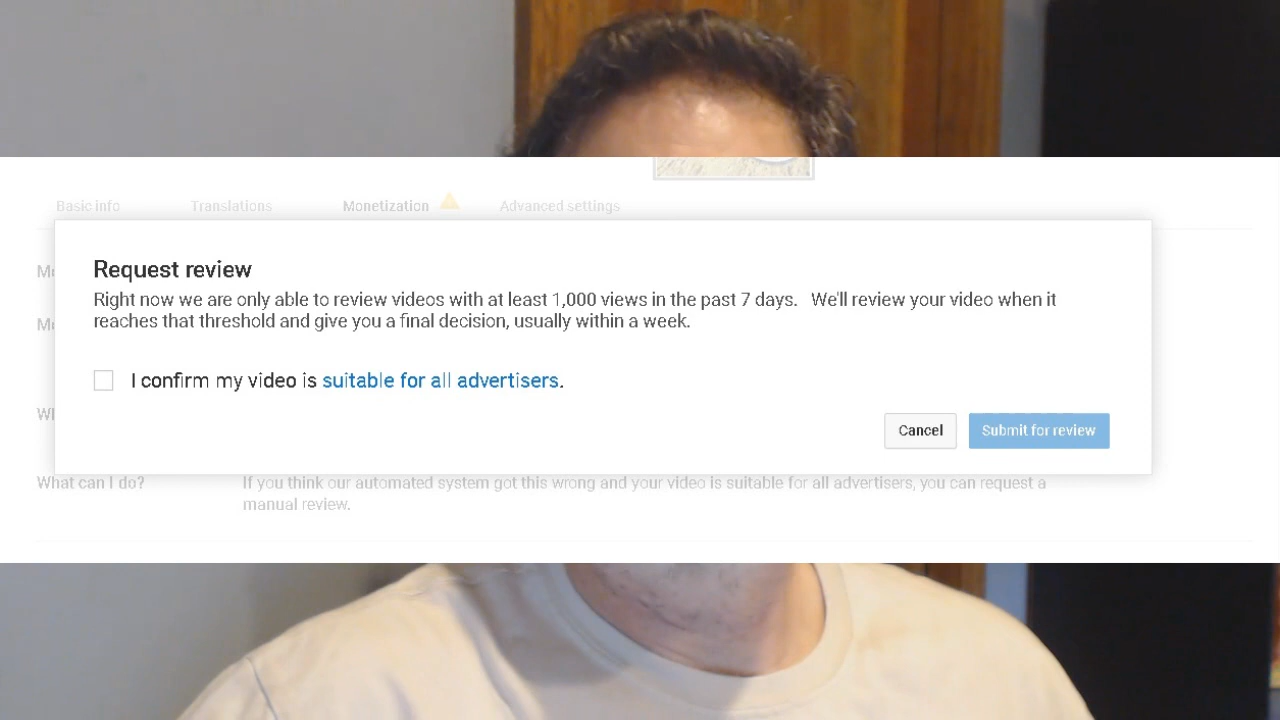 Basic info Translations Monetization Advanced settings
Request review
Right now we are only able to review videos with at least 1,000 views in the past 7 days. We'll review your video when it
reaches that threshold and give you a final decision, usually within a week.
I confirm my video is suitable for all advertisers.
Cancel Submit for review
What can I do? If you think our automated system got this wrong and your video is suitable for all advertisers, you can request a
manual review.